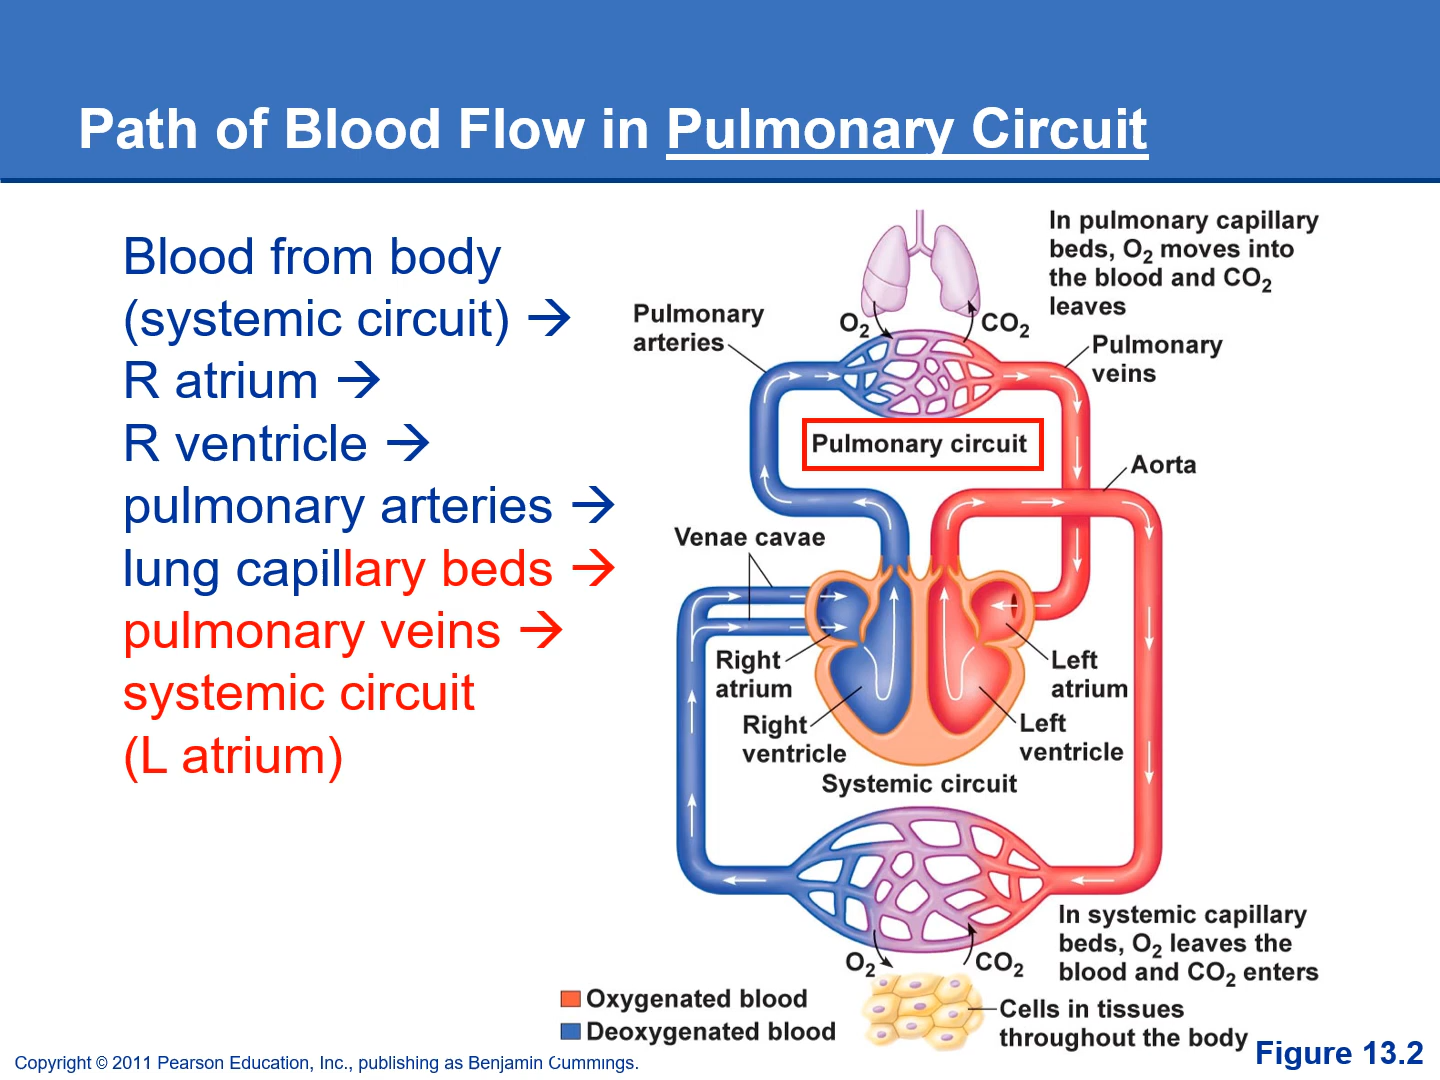 Path of Blood Flow in Pulmonary Circuit
Blood from body
(systemic circuit) →
R atrium →
R ventricle →
pulmonary arteries →
lung capillary beds →
pulmonary veins →
systemic circuit
(L atrium)
In pulmonary capillary
beds, O₂ moves into
the blood and CO₂
leaves
Pulmonary
arteries
O₂
CO₂
Pulmonary
veins
Pulmonary circuit
Aorta
Venae cavae
Right
atrium
Left
atrium
Right
ventricle
Left
ventricle
Systemic circuit
In systemic capillary
beds, O₂ leaves the
blood and CO₂ enters
O₂
CO₂
Cells in tissues
throughout the body
Oxygenated blood
Deoxygenated blood
Figure 13.2
Copyright © 2011 Pearson Education, Inc., publishing as Benjamin Cummings.